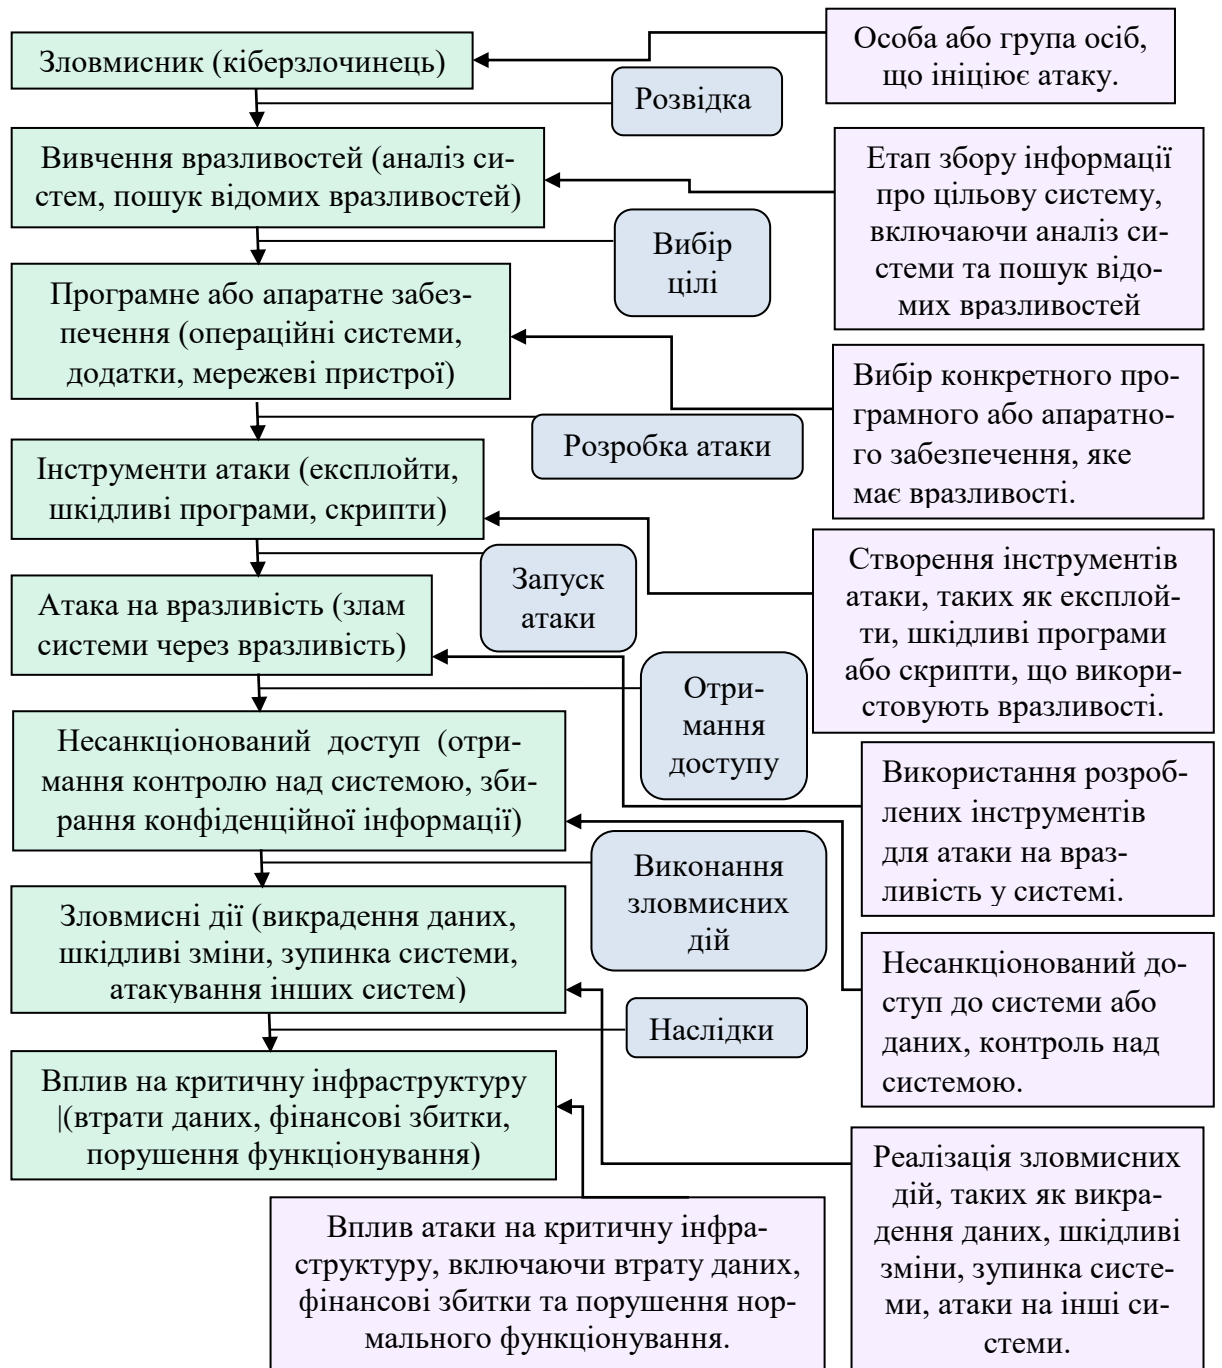 Зловмисник (кіберзлочинець)
Особа або група осіб,
що ініціює атаку.
Розвідка
Вивчення вразливостей (аналіз си-
стем, пошук відомих вразливостей)
Етап збору інформації
про цільову систему,
включаючи аналіз си-
стеми та пошук відо-
мих вразливостей
Вибір
цілі
Програмне або апаратне забез-
печення (операційні системи,
додатки, мережеві пристрої)
Вибір конкретного про-
грамного або апаратно-
го забезпечення, яке
має вразливості.
Розробка атаки
Інструменти атаки (експлойти,
шкідливі програми, скрипти)
Створення інструментів
атаки, таких як експлой-
ти, шкідливі програми
або скрипти, що викори-
стовують вразливості.
Запуск
атаки
Атака на вразливість (злам
системи через вразливість)
Отри-
мання
доступу
Несанкціонований доступ (отри-
мання контролю над системою, зби-
рання конфіденційної інформації)
Використання розроб-
лених інструментів
для атаки на враз-
ливість у системі.
Виконання
зловмисних
дій
Зловмисні дії (викрадення даних,
шкідливі зміни, зупинка системи,
атакування інших систем)
Несанкціонований до-
ступ до системи або
даних, контроль над
системою.
Наслідки
Вплив на критичну інфраструктуру
|(втрати даних, фінансові збитки,
порушення функціонування)
Реалізація зловмисних
дій, таких як викра-
дення даних, шкідливі
зміни, зупинка систе-
ми, атаки на інші си-
стеми.
Вплив атаки на критичну інфра-
структуру, включаючи втрату даних,
фінансові збитки та порушення нор-
мального функціонування.